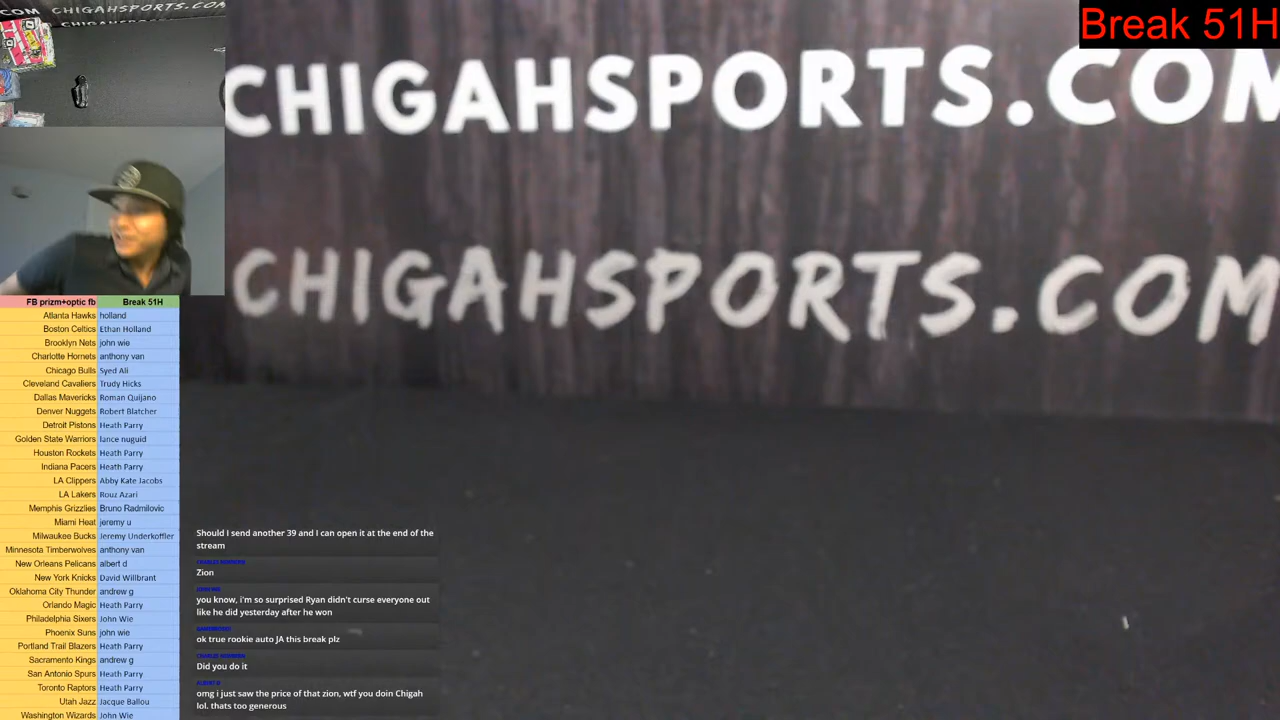 COM CHIGAHSPORTS.COM
Break 51H
CHIGAHSPORTS.COM
CHIGAHSPORTS.COM
FB prizm+optic fb Break 51H
Atlanta Hawks holland
Boston Celtics Ethan Holland
Brooklyn Nets john wie
Charlotte Hornets anthony van
Chicago Bulls Syed Ali
Cleveland Cavaliers Trudy Hicks
Dallas Mavericks Roman Quijano
Denver Nuggets Robert Blatcher
Detroit Pistons Heath Parry
Golden State Warriors lance nuguid
Houston Rockets Heath Parry
Indiana Pacers Heath Parry
LA Clippers Abby Kate Jacobs
LA Lakers Rouz Azari
Memphis Grizzlies Bruno Radmilovic
Miami Heat jeremy u
Milwaukee Bucks Jeremy Underkoffler
Minnesota Timberwolves anthony van
New Orleans Pelicans albert d
New York Knicks David Willbrant
Oklahoma City Thunder andrew g
Orlando Magic Heath Parry
Philadelphia Sixers John Wie
Phoenix Suns john wie
Portland Trail Blazers Heath Parry
Sacramento Kings andrew g
San Antonio Spurs Heath Parry
Toronto Raptors Heath Parry
Utah Jazz Jacque Ballou
Washington Wizards John Wie
Should I send another 39 and I can open it at the end of the
stream
Zion
JOHN WIE
you know, i'm so surprised Ryan didn't curse everyone out
like he did yesterday after he won
ok true rookie auto JA this break plz
Did you do it
ALBERT D
omg i just saw the price of that zion, wtf you doin Chigah
lol. thats too generous